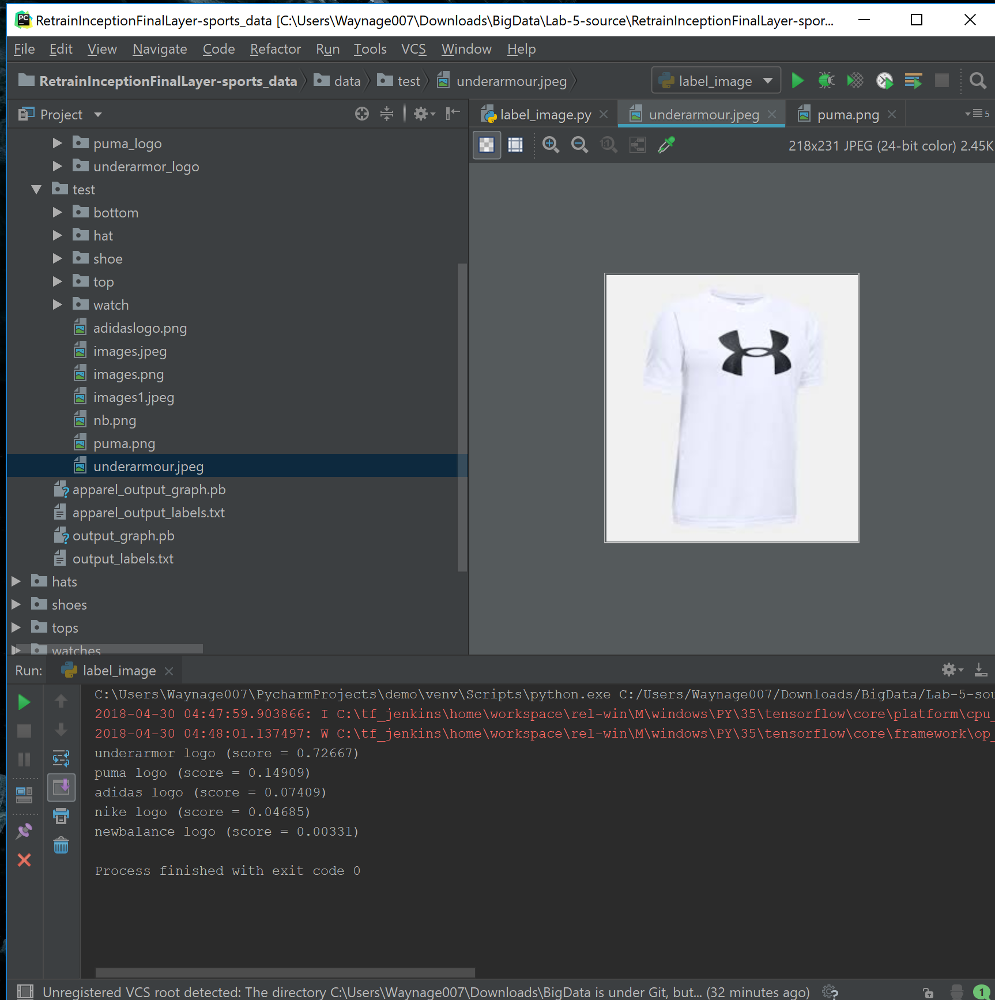 PC RetrainInceptionFinalLayer-sports_data [C:\Users\Waynage007\Downloads\BigData\Lab-5-source\RetrainInceptionFinalLayer-spor...
File Edit View Navigate Code Refactor Run Tools VCS Window Help
RetrainInceptionFinalLayer-sports_data data test underarmour.jpeg label_image
Project label_image.py underarmour.jpeg puma.png 5
1:1 218x231 JPEG (24-bit color) 2.45K
puma_logo
underarmor_logo
test
bottom
hat
shoe
top
watch
adidaslogo.png
images.jpeg
images.png
images1.jpeg
nb.png
puma.png
underarmour.jpeg
apparel_output_graph.pb
apparel_output_labels.txt
output_graph.pb
output_labels.txt
hats
shoes
tops
watches
Run: label_image
C:\Users\Waynage007\PycharmProjects\demo\venv\Scripts\python.exe C:/Users/Waynage007/Downloads/BigData/Lab-5-sou
2018-04-30 04:47:59.903866: I C:\tf_jenkins\home\workspace\rel-win\M\windows\PY\35\tensorflow\core\platform\cpu_
2018-04-30 04:48:01.137497: W C:\tf_jenkins\home\workspace\rel-win\M\windows\PY\35\tensorflow\core\framework\op_
underarmor logo (score = 0.72667)
puma logo (score = 0.14909)
adidas logo (score = 0.07409)
nike logo (score = 0.04685)
newbalance logo (score = 0.00331)
Process finished with exit code 0
Unregistered VCS root detected: The directory C:\Users\Waynage007\Downloads\BigData is under Git, but... (32 minutes ago) 1